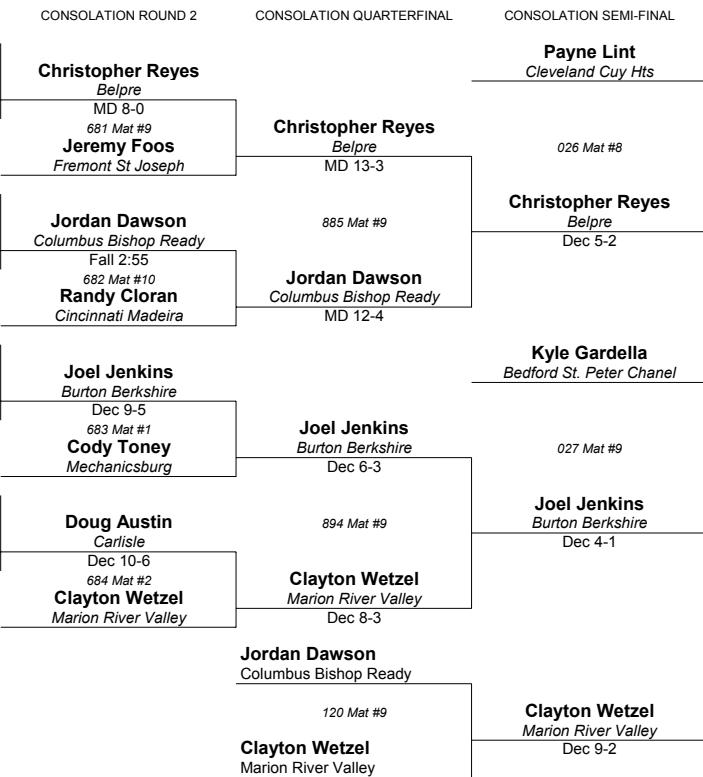 CONSOLATION ROUND 2
CONSOLATION QUARTERFINAL
CONSOLATION SEMI-FINAL
Christopher Reyes
Belpre
MD 8-0
681 Mat #9
Jeremy Foos
Fremont St Joseph
Jordan Dawson
Columbus Bishop Ready
Fall 2:55
682 Mat #10
Randy Cloran
Cincinnati Madeira
Joel Jenkins
Burton Berkshire
Dec 9-5
683 Mat #1
Cody Toney
Mechanicsburg
Doug Austin
Carlisle
Dec 10-6
684 Mat #2
Clayton Wetzel
Marion River Valley
Christopher Reyes
Belpre
MD 13-3
885 Mat #9
Jordan Dawson
Columbus Bishop Ready
MD 12-4
Joel Jenkins
Burton Berkshire
Dec 6-3
894 Mat #9
Clayton Wetzel
Marion River Valley
Dec 8-3
Jordan Dawson
Columbus Bishop Ready
120 Mat #9
Clayton Wetzel
Marion River Valley
Payne Lint
Cleveland Cuy Hts
026 Mat #8
Christopher Reyes
Belpre
Dec 5-2
Kyle Gardella
Bedford St. Peter Chanel
027 Mat #9
Joel Jenkins
Burton Berkshire
Dec 4-1
Clayton Wetzel
Marion River Valley
Dec 9-2